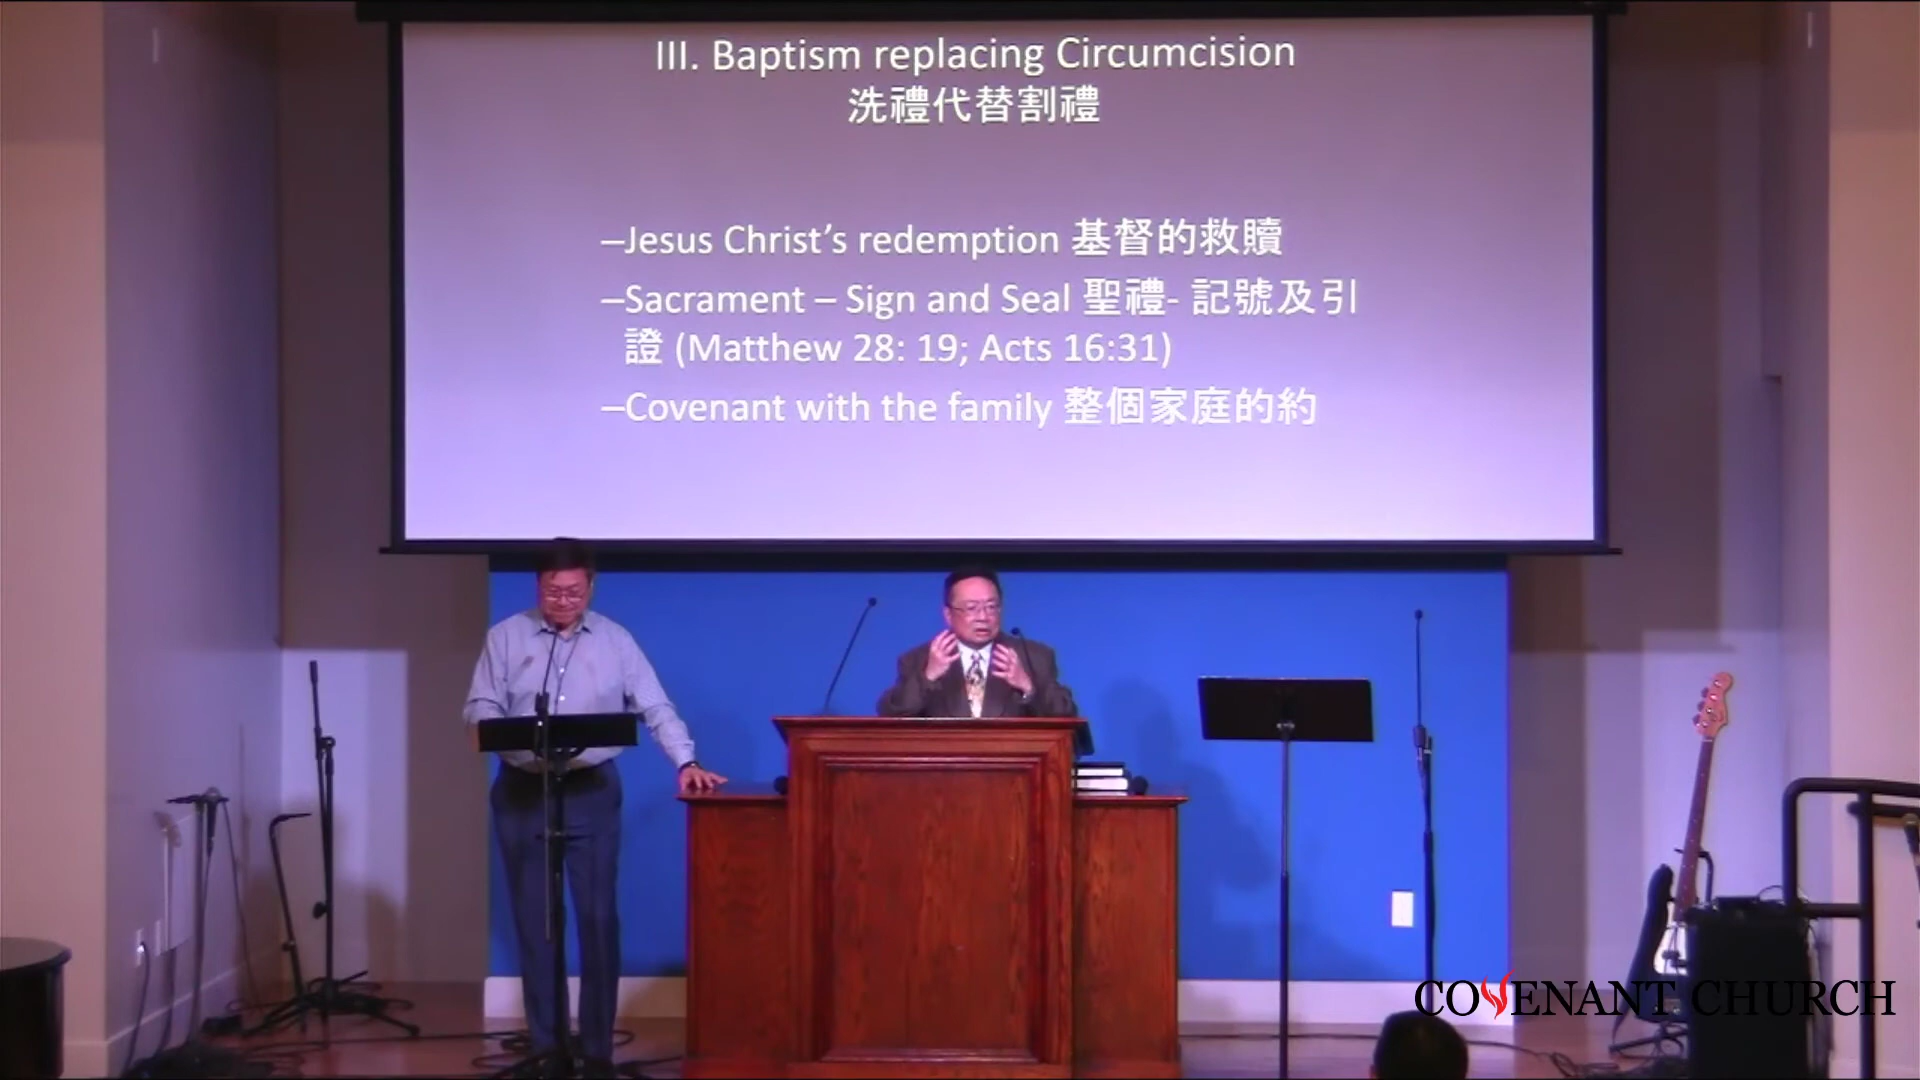 III. Baptism replacing Circumcision
洗禮代替割禮
–Jesus Christ’s redemption 基督的救贖
–Sacrament – Sign and Seal 聖禮- 記號及引
證 (Matthew 28: 19; Acts 16:31)
–Covenant with the family 整個家庭的約
COVENANT CHURCH